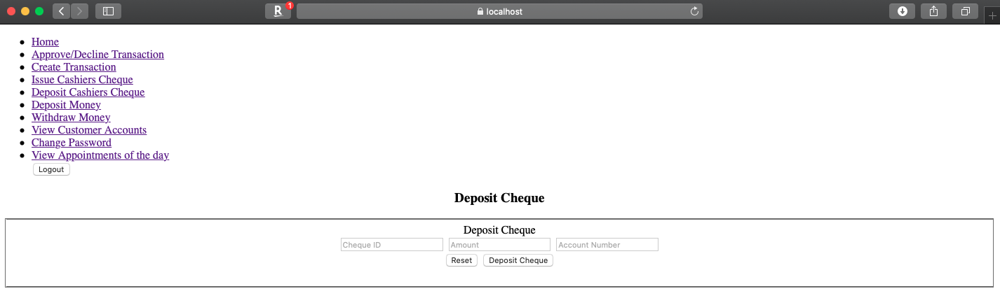 R 1 localhost
Home
Approve/Decline Transaction
Create Transaction
Issue Cashiers Cheque
Deposit Cashiers Cheque
Deposit Money
Withdraw Money
View Customer Accounts
Change Password
View Appointments of the day
Logout
Deposit Cheque
Deposit Cheque
Cheque ID Amount Account Number
Reset Deposit Cheque